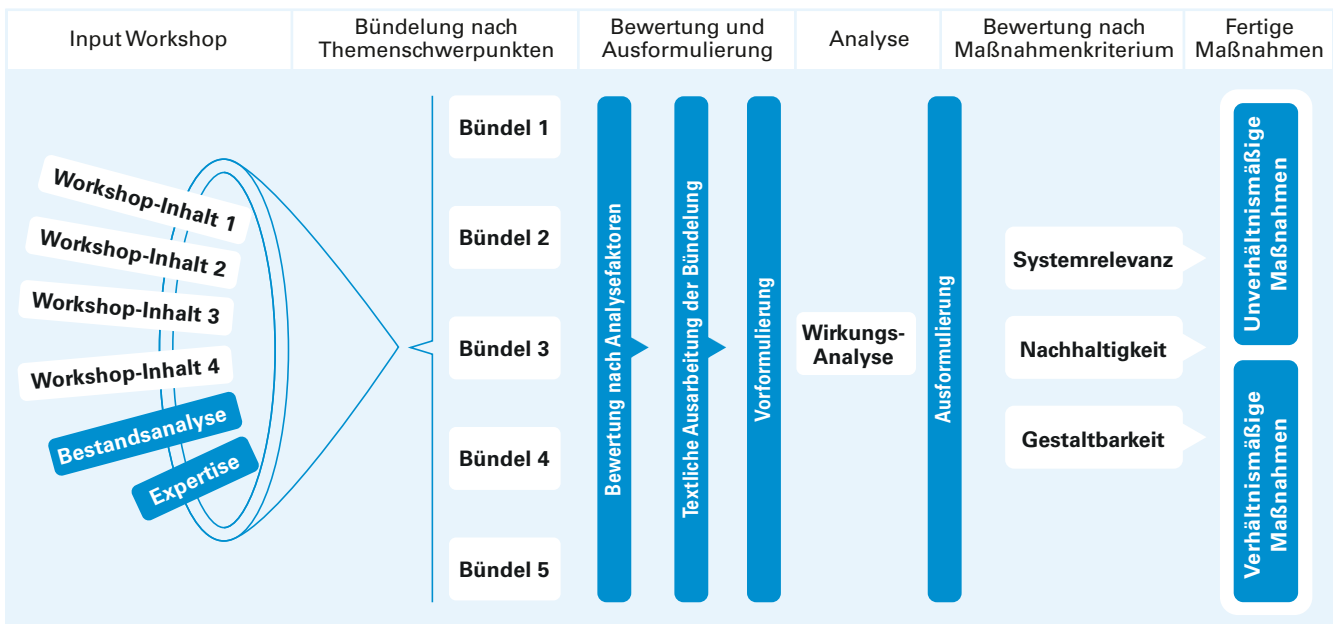 Input Workshop
Bündelung nach
Themenschwerpunkten
Bewertung und
Ausformulierung
Analyse
Bewertung nach
Maßnahmenkriterium
Fertige
Maßnahmen
Workshop-Inhalt 1
Workshop-Inhalt 2
Workshop-Inhalt 3
Workshop-Inhalt 4
Bestandsanalyse
Expertise
Bündel 1
Bündel 2
Bündel 3
Bündel 4
Bündel 5
Bewertung nach Analysefaktoren
Textliche Ausarbeitung der Bündelung
Vorformulierung
Wirkungs-
Analyse
Ausformulierung
Systemrelevanz
Nachhaltigkeit
Gestaltbarkeit
Unverhältnismäßige
Maßnahmen
Verhältnismäßige
Maßnahmen